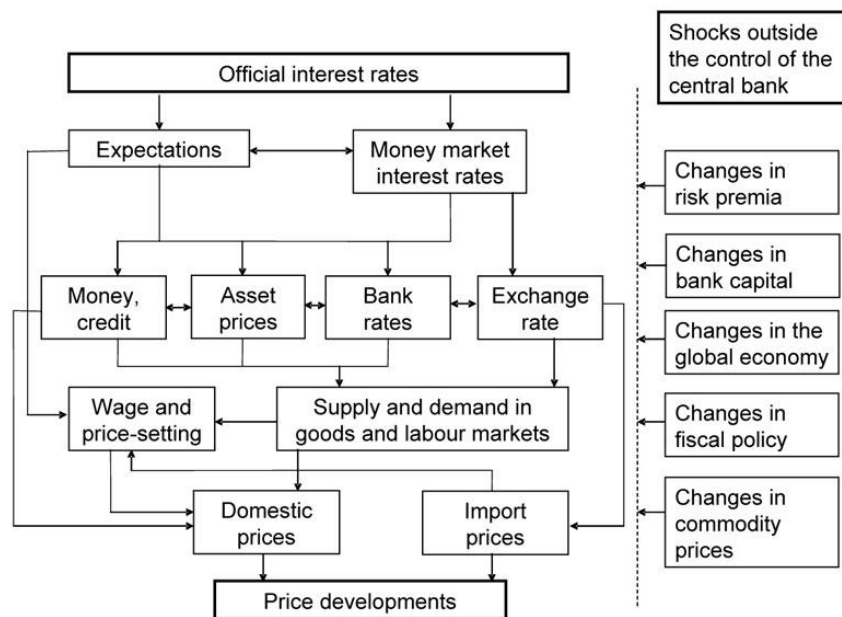 Official interest rates
Shocks outside
the control of the
central bank
Expectations
Money market
interest rates
Changes in
risk premia
Money,
credit
Asset
prices
Bank
rates
Exchange
rate
Changes in
bank capital
Changes in the
global economy
Wage and
price-setting
Supply and demand in
goods and labour markets
Changes in
fiscal policy
Domestic
prices
Import
prices
Changes in
commodity
prices
Price developments